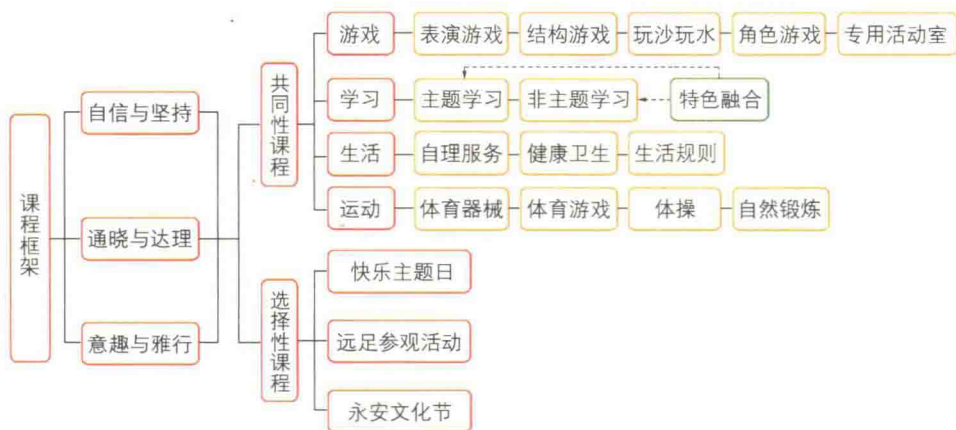 课程框架
自信与坚持
通晓与达理
意趣与雅行
共同性课程
游戏
表演游戏
结构游戏
玩沙玩水
角色游戏
专用活动室
学习
主题学习
非主题学习
特色融合
生活
自理服务
健康卫生
生活规则
运动
体育器械
体育游戏
体操
自然锻炼
选择性课程
快乐主题日
远足参观活动
永安文化节